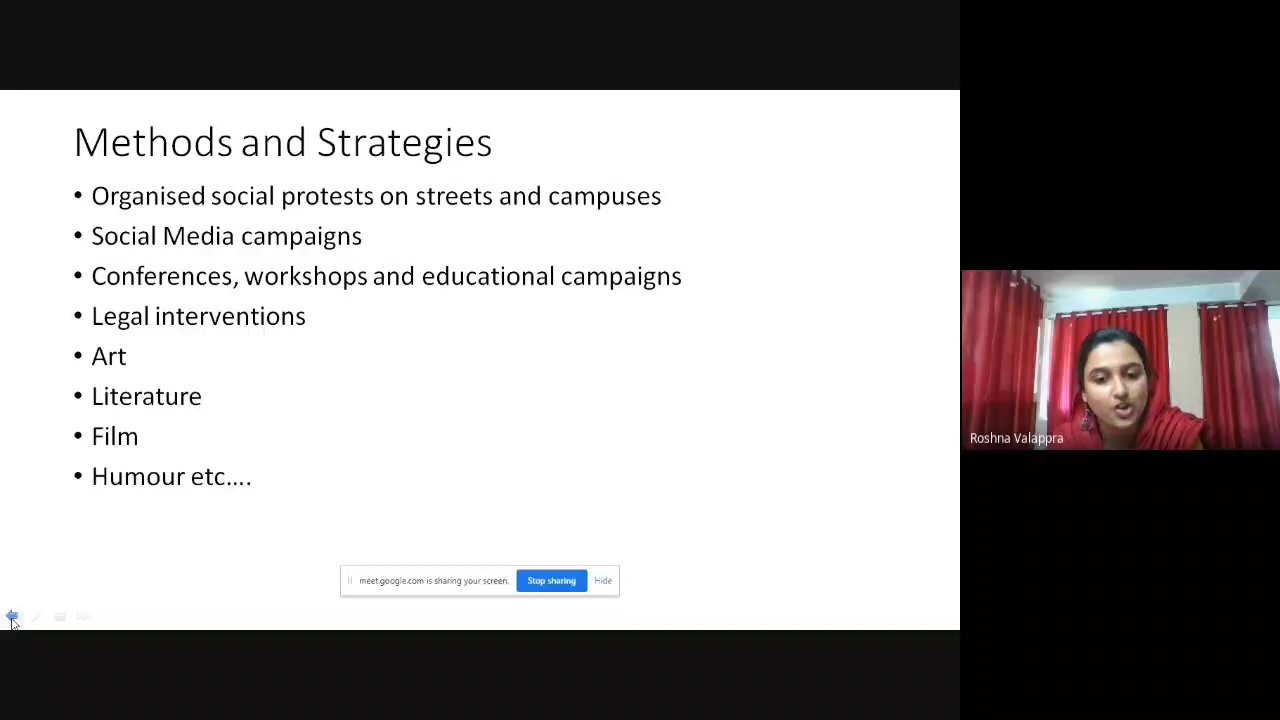 Methods and Strategies
• Organised social protests on streets and campuses
• Social Media campaigns
• Conferences, workshops and educational campaigns
• Legal interventions
• Art
• Literature
• Film
• Humour etc....
meet.google.com is sharing your screen. Stop sharing Hide
Roshna Valappra